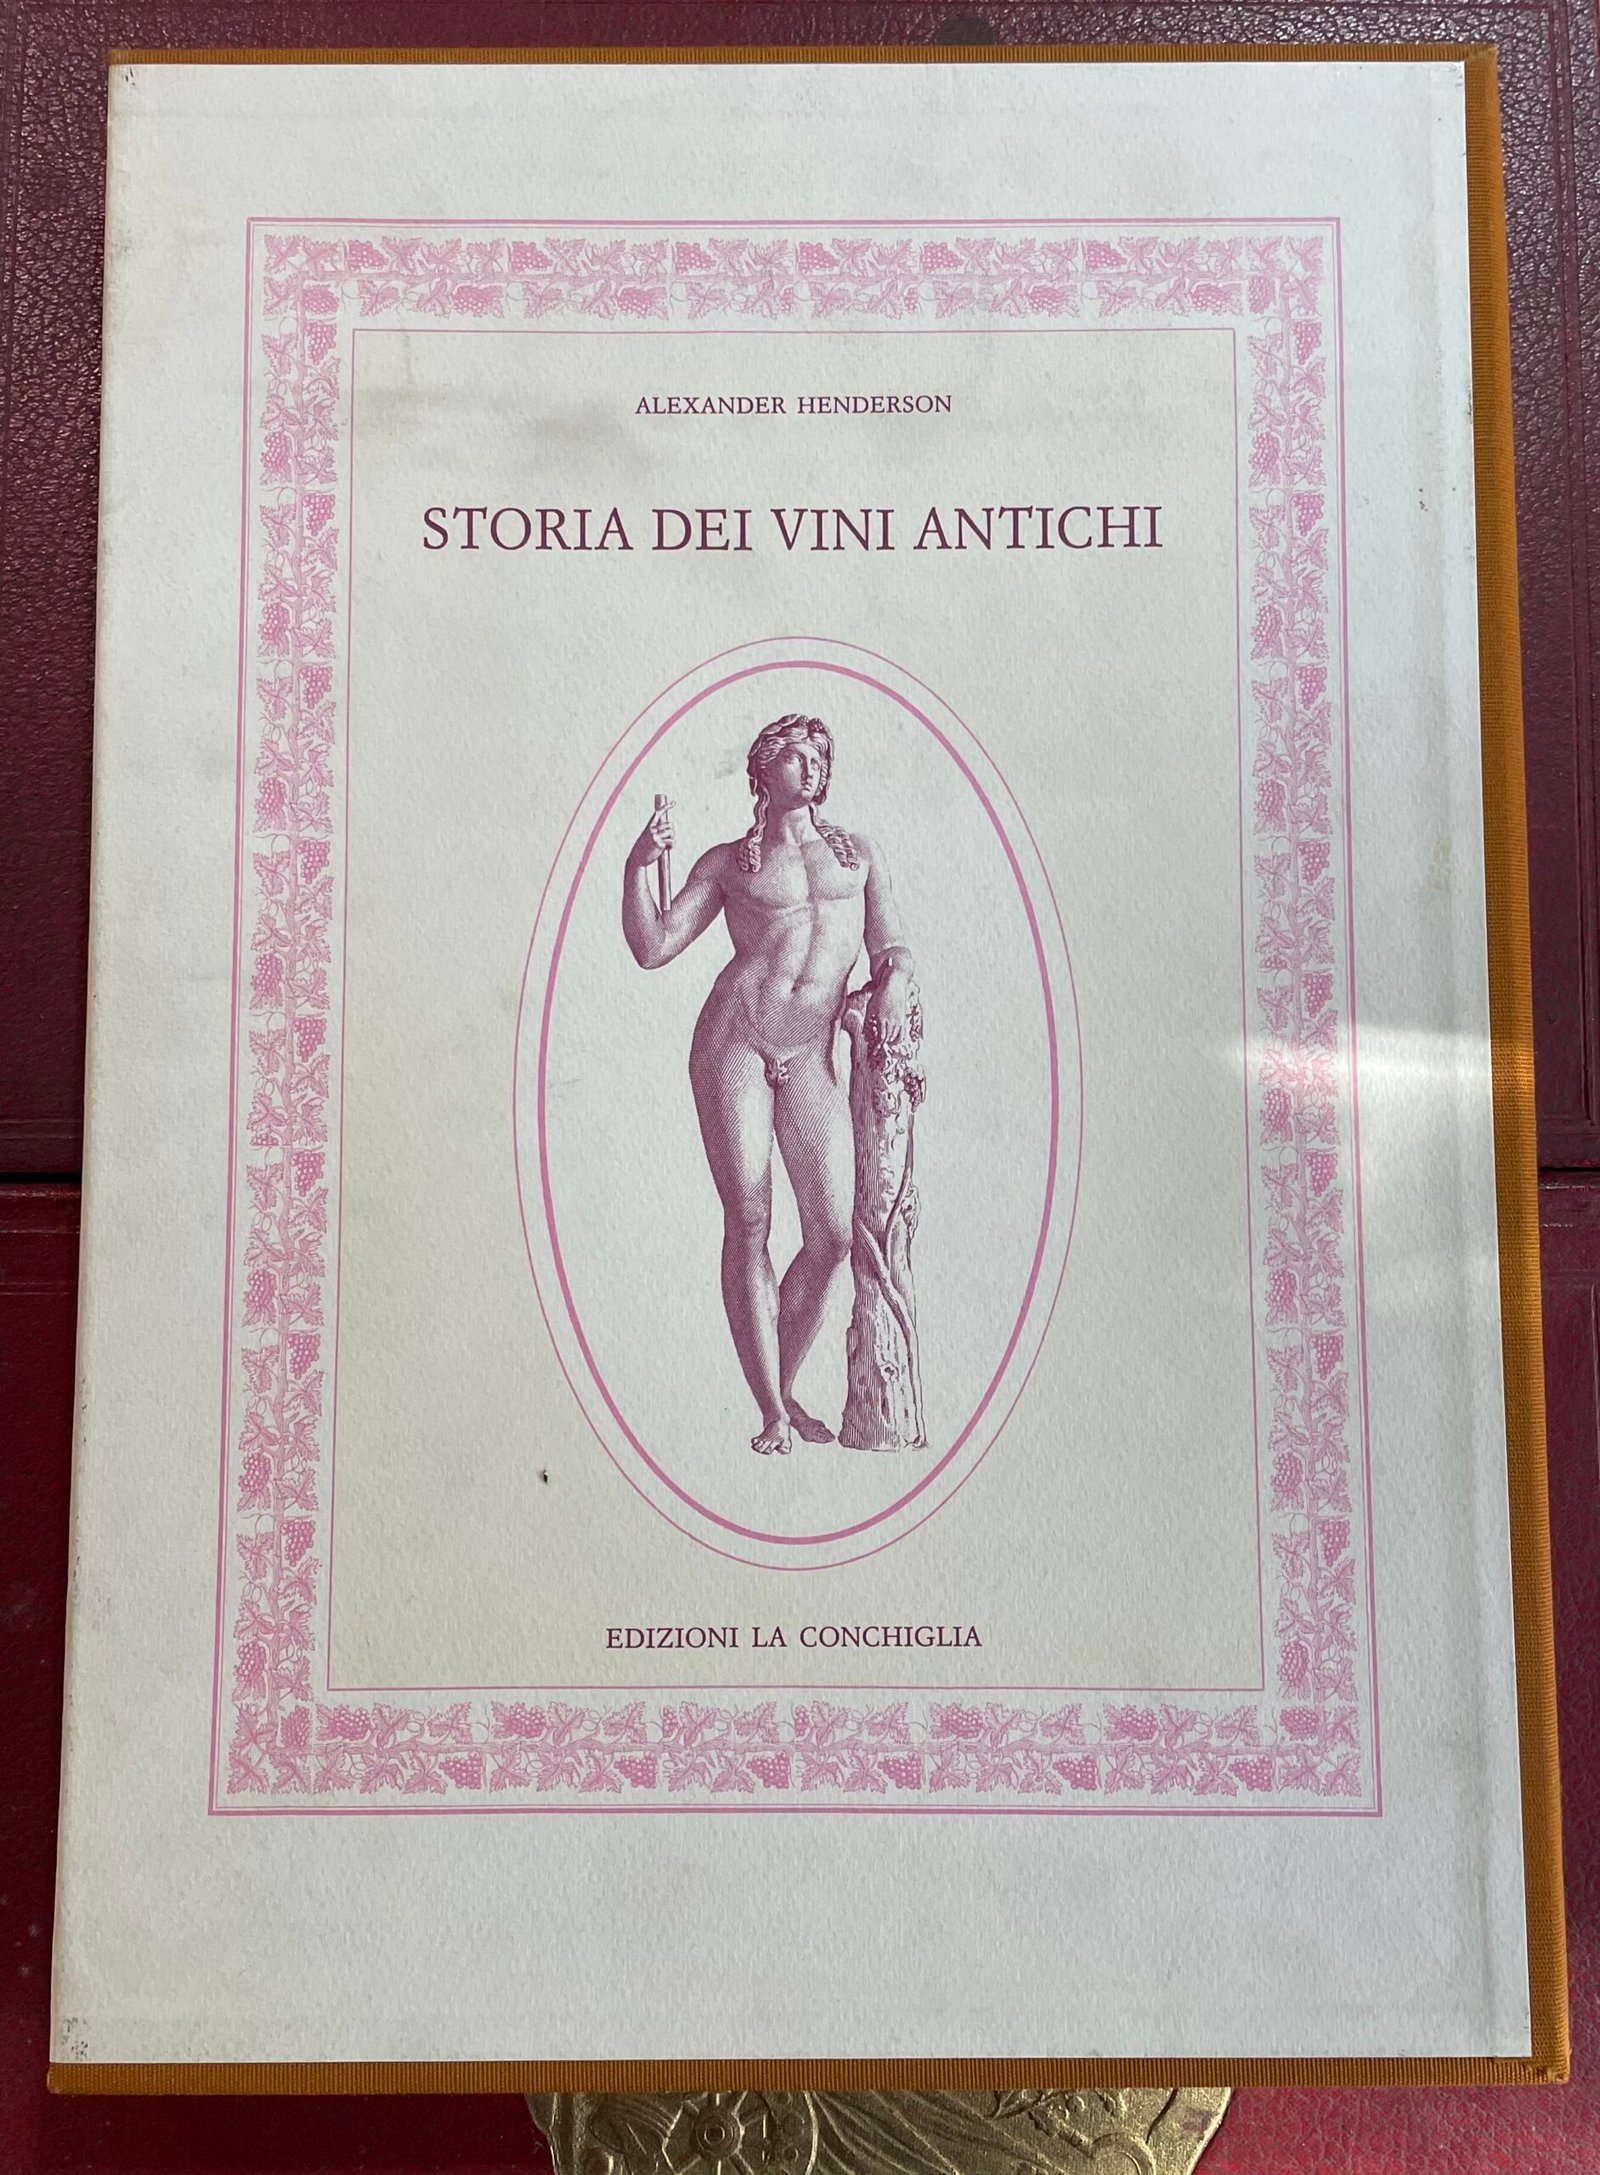 ALEXANDER HENDERSON
STORIA DEI VINI ANTICHI
EDIZIONI LA CONCHIGLIA